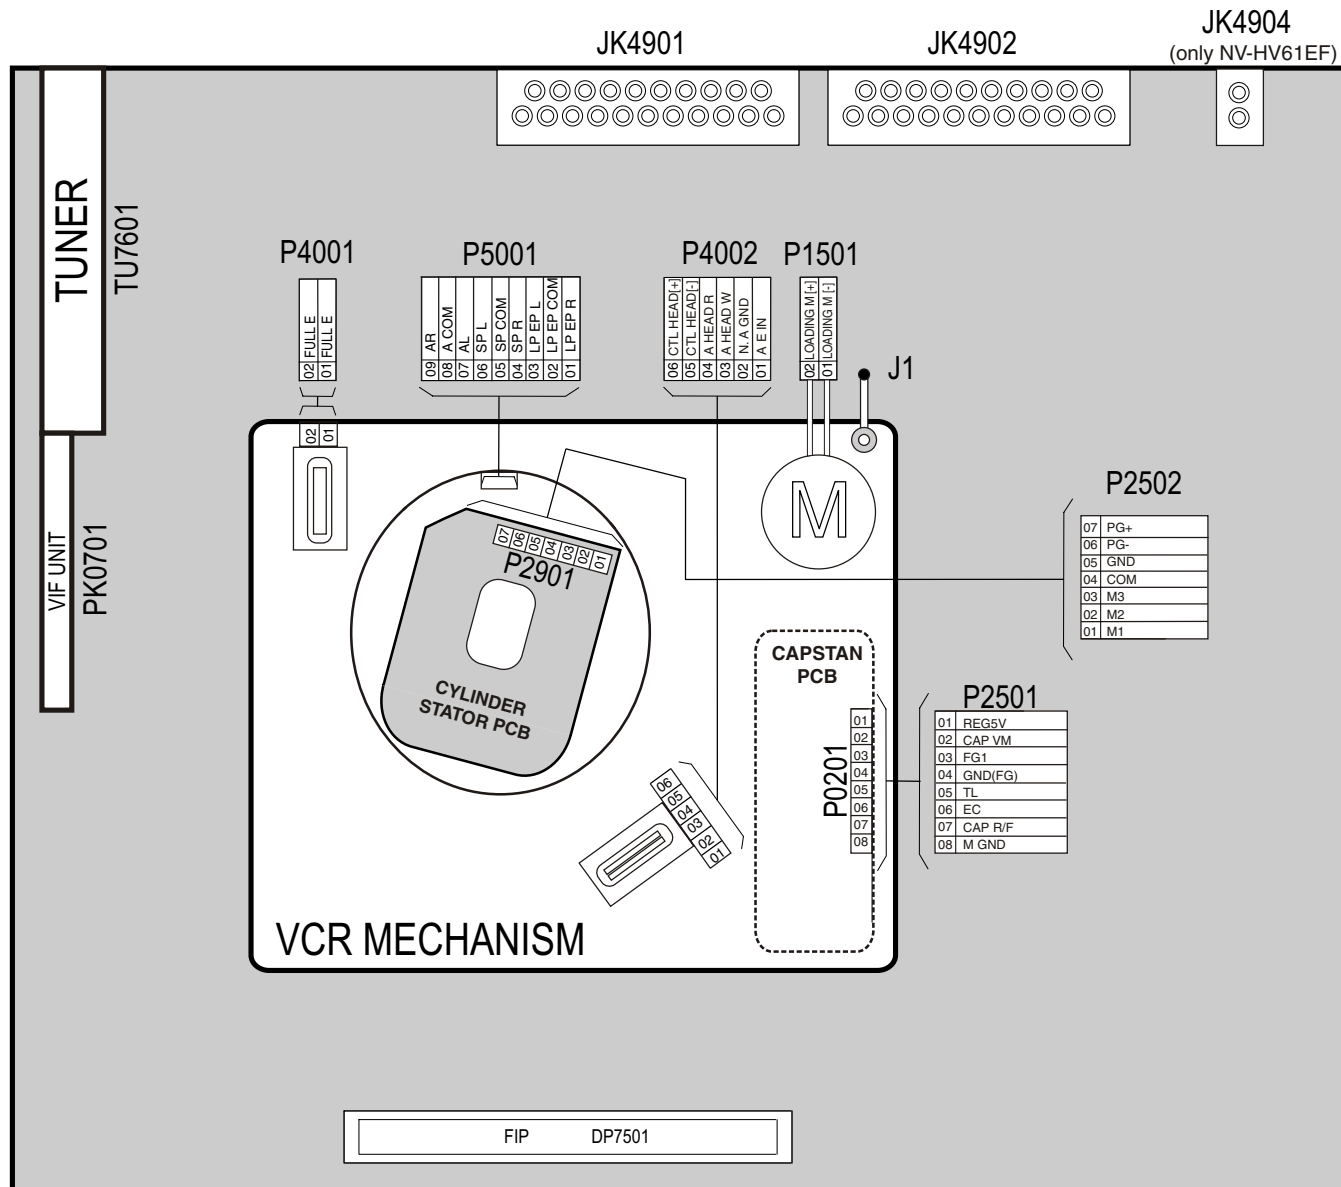 JK4901
JK4902
JK4904
(only NV-HV61EF)
TUNER
TU7601
VIF UNIT
PK0701
P4001
02 FULL E
01 FULL E
02
01
P5001
09 AR
08 A COM
07 AL
06 SP L
05 SP COM
04 SP R
03 LP EP L
02 LP EP COM
01 LP EP R
P4002
06 CTL HEAD[+]
05 CTL HEAD[-]
04 A HEAD R
03 A HEAD W
02 N.A GND
01 A E IN
P1501
02 LOADING M [+]
01 LOADING M [-]
J1
M
07 06 05 04 03 02 01
P2901
CYLINDER
STATOR PCB
P2502
07 PG+
06 PG-
05 GND
04 COM
03 M3
02 M2
01 M1
CAPSTAN
PCB
P0201
01
02
03
04
05
06
07
08
P2501
01 REG5V
02 CAP VM
03 FG1
04 GND(FG)
05 TL
06 EC
07 CAP R/F
08 M GND
06 05 04 03 02 01
VCR MECHANISM
FIP DP7501